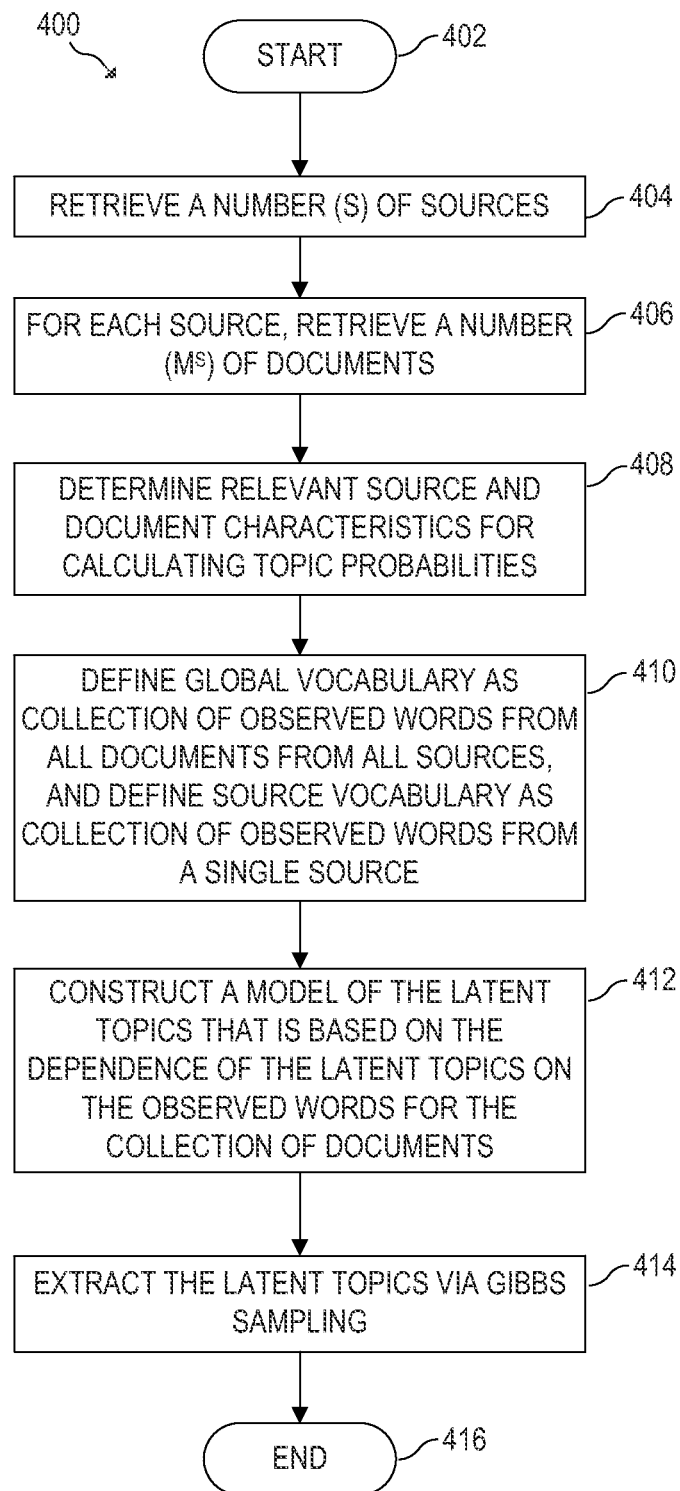 400
START
402
RETRIEVE A NUMBER (S) OF SOURCES
404
FOR EACH SOURCE, RETRIEVE A NUMBER
(Mˢ) OF DOCUMENTS
406
DETERMINE RELEVANT SOURCE AND
DOCUMENT CHARACTERISTICS FOR
CALCULATING TOPIC PROBABILITIES
408
DEFINE GLOBAL VOCABULARY AS
COLLECTION OF OBSERVED WORDS FROM
ALL DOCUMENTS FROM ALL SOURCES,
AND DEFINE SOURCE VOCABULARY AS
COLLECTION OF OBSERVED WORDS FROM
A SINGLE SOURCE
410
CONSTRUCT A MODEL OF THE LATENT
TOPICS THAT IS BASED ON THE
DEPENDENCE OF THE LATENT TOPICS ON
THE OBSERVED WORDS FOR THE
COLLECTION OF DOCUMENTS
412
EXTRACT THE LATENT TOPICS VIA GIBBS
SAMPLING
414
END
416